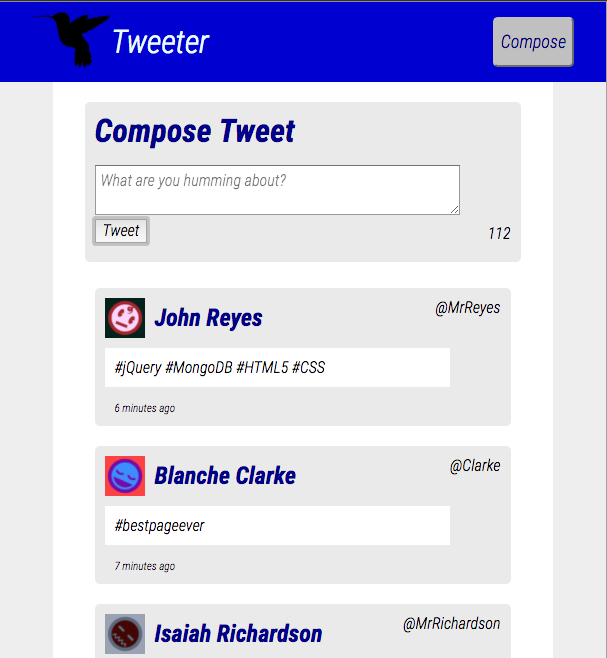 Tweeter
Compose
Compose Tweet
What are you humming about?
Tweet
112
John Reyes
@MrReyes
#jQuery #MongoDB #HTML5 #CSS
6 minutes ago
Blanche Clarke
@Clarke
#bestpageever
7 minutes ago
Isaiah Richardson
@MrRichardson